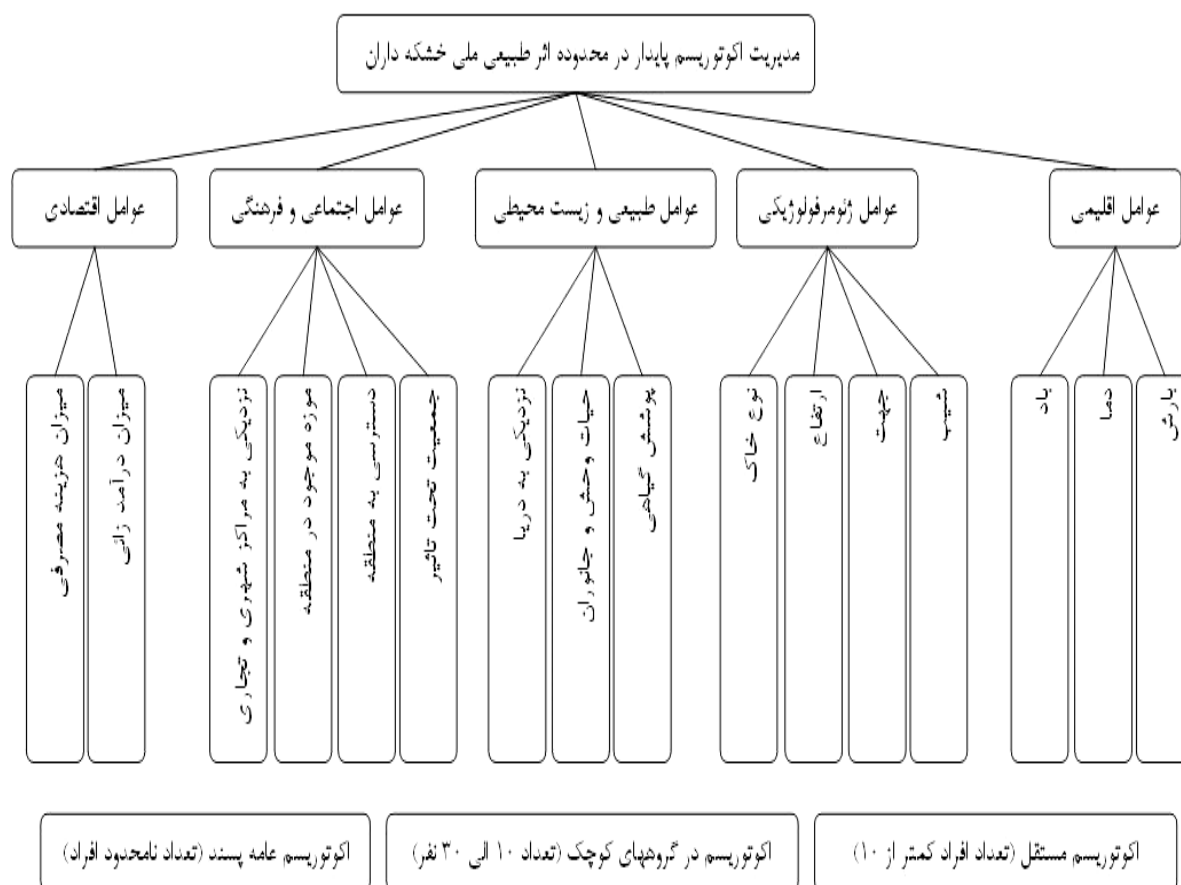 مدیریت اکوتوریسم پایدار در محدوده اثر طبیعی ملی خشکه داران
عوامل اقلیمی
عوامل ژئومرفولوژیکی
عوامل طبیعی و زیست محیطی
عوامل اجتماعی و فرهنگی
عوامل اقتصادی
بارش
دما
باد
شیب
جهت
ارتفاع
نوع خاک
پوشش گیاهی
حیات وحش و جانوران
نزدیکی به دریا
جمعیت تحت تاثیر
دسترسی به منطقه
موزه موجود در منطقه
نزدیکی به مراکز شهری و تجاری
میزان درآمد زائی
میزان هزینه مصرفی
اکوتوریسم مستقل (تعداد افراد کمتر از ۱۰)
اکوتوریسم در گروههای کوچک (تعداد ۱۰ الی ۳۰ نفر)
اکوتوریسم عامه پسند (تعداد نامحدود افراد)